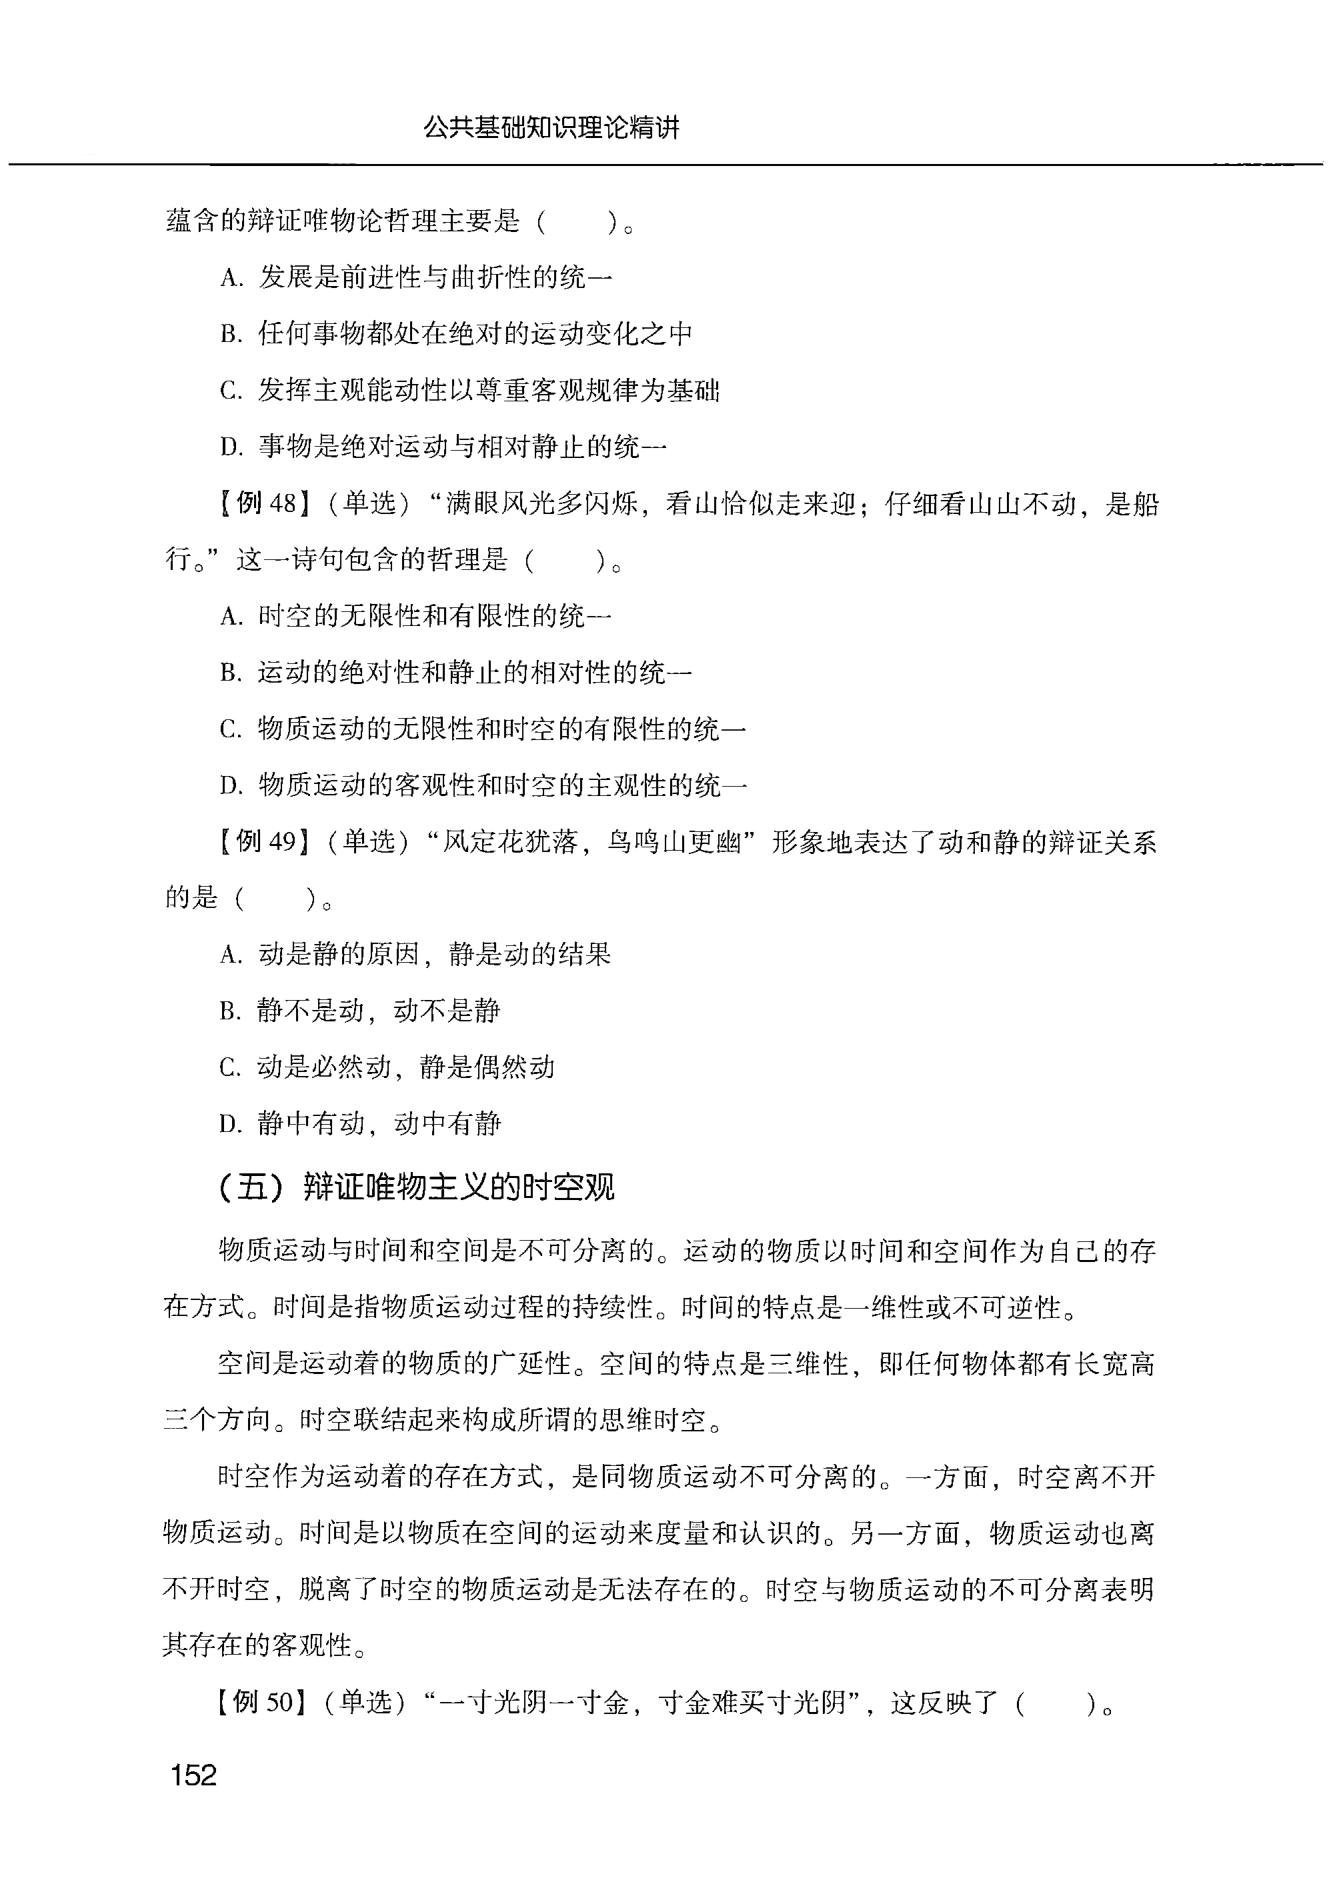 公共基础知识理论精讲
蕴含的辩证唯物论哲理主要是（　　）。
A. 发展是前进性与曲折性的统一
B. 任何事物都处在绝对的运动变化之中
C. 发挥主观能动性以尊重客观规律为基础
D. 事物是绝对运动与相对静止的统一
【例 48】（单选）“满眼风光多闪烁，看山恰似走来迎；仔细看山山不动，是船
行。”这一诗句包含的哲理是（　　）。
A. 时空的无限性和有限性的统一
B. 运动的绝对性和静止的相对性的统一
C. 物质运动的无限性和时空的有限性的统一
D. 物质运动的客观性和时空的主观性的统一
【例 49】（单选）“风定花犹落，鸟鸣山更幽”形象地表达了动和静的辩证关系
的是（　　）。
A. 动是静的原因，静是动的结果
B. 静不是动，动不是静
C. 动是必然动，静是偶然动
D. 静中有动，动中有静
（五）辩证唯物主义的时空观
物质运动与时间和空间是不可分离的。运动的物质以时间和空间作为自己的存
在方式。时间是指物质运动过程的持续性。时间的特点是一维性或不可逆性。
空间是运动着的物质的广延性。空间的特点是三维性，即任何物体都有长宽高
三个方向。时空联结起来构成所谓的思维时空。
时空作为运动着的存在方式，是同物质运动不可分离的。一方面，时空离不开
物质运动。时间是以物质在空间的运动来度量和认识的。另一方面，物质运动也离
不开时空，脱离了时空的物质运动是无法存在的。时空与物质运动的不可分离表明
其存在的客观性。
【例 50】（单选）“一寸光阴一寸金，寸金难买寸光阴”，这反映了（　　）。
152